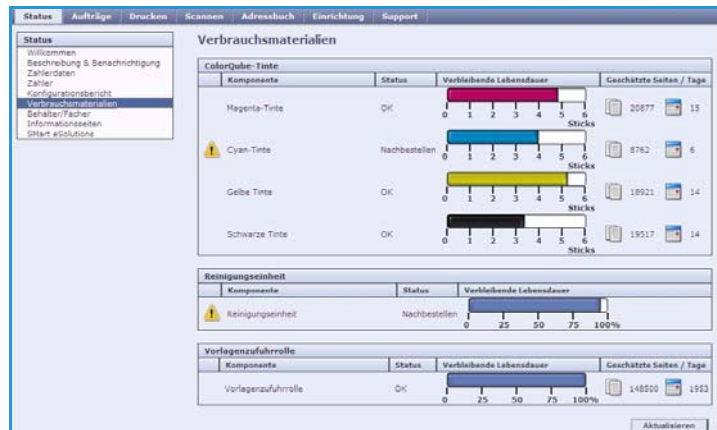 Status Aufträge Drucken Scannen Adressbuch Einrichtung Support
Status
Willkommen
Beschreibung & Benachrichtigung
Zählerdaten
Zähler
Konfigurationsbericht
Verbrauchsmaterialien
Behälter/Fächer
Informationsseiten
SMart eSolutions
Verbrauchsmaterialien
ColorQube-Tinte
Komponente Status Verbleibende Lebensdauer Geschätzte Seiten / Tage
Magenta-Tinte OK 20877 15
0 1 2 3 4 5 6
Sticks
Cyan-Tinte Nachbestellen 8762 6
0 1 2 3 4 5 6
Sticks
Gelbe Tinte OK 18921 14
0 1 2 3 4 5 6
Sticks
Schwarze Tinte OK 19517 14
0 1 2 3 4 5 6
Sticks
Reinigungseinheit
Komponente Status Verbleibende Lebensdauer
Reinigungseinheit Nachbestellen
0 25 50 75 100%
Vorlagenzufuhrrolle
Komponente Status Verbleibende Lebensdauer Geschätzte Seiten / Tage
Vorlagenzufuhrrolle OK 148500 1953
0 25 50 75 100%
Aktualisieren